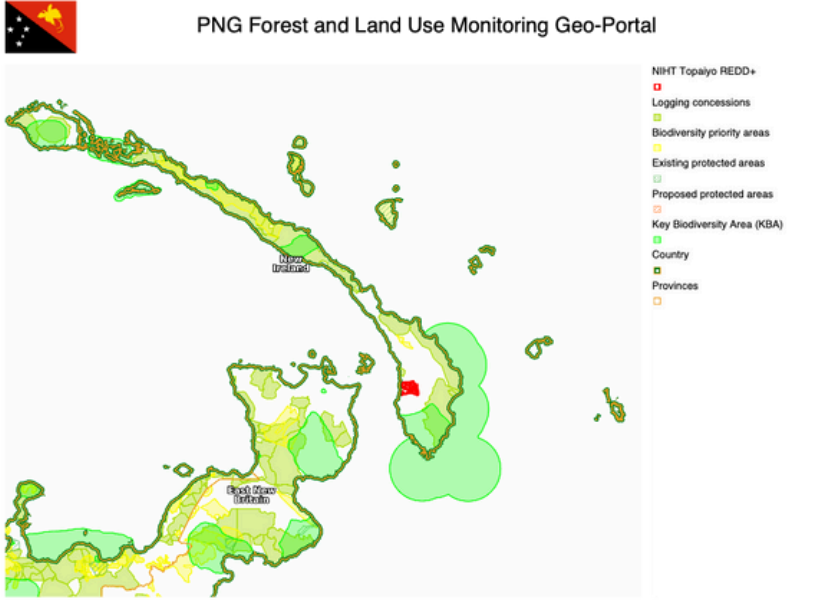 PNG Forest and Land Use Monitoring Geo-Portal
NIHT Topaiyo REDD+
Logging concessions
Biodiversity priority areas
Existing protected areas
Proposed protected areas
Key Biodiversity Area (KBA)
Country
Provinces
New
Ireland
East New
Britain